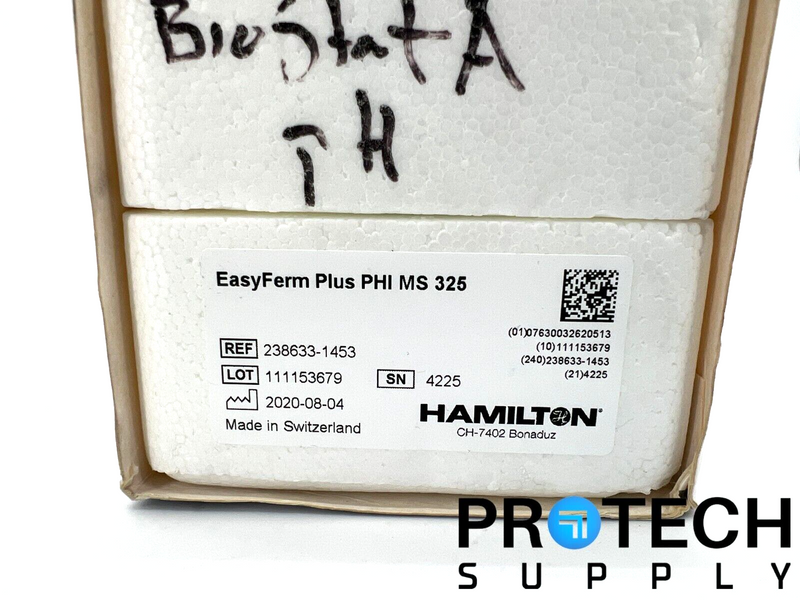 Biostat A
pH
EasyFerm Plus PHI MS 325
(01)07630032620513
(10)111153679
(240)238633-1453
(21)4225
REF 238633-1453
LOT 111153679 SN 4225
2020-08-04
Made in Switzerland
HAMILTON®
CH-7402 Bonaduz
PROTECH
SUPPLY